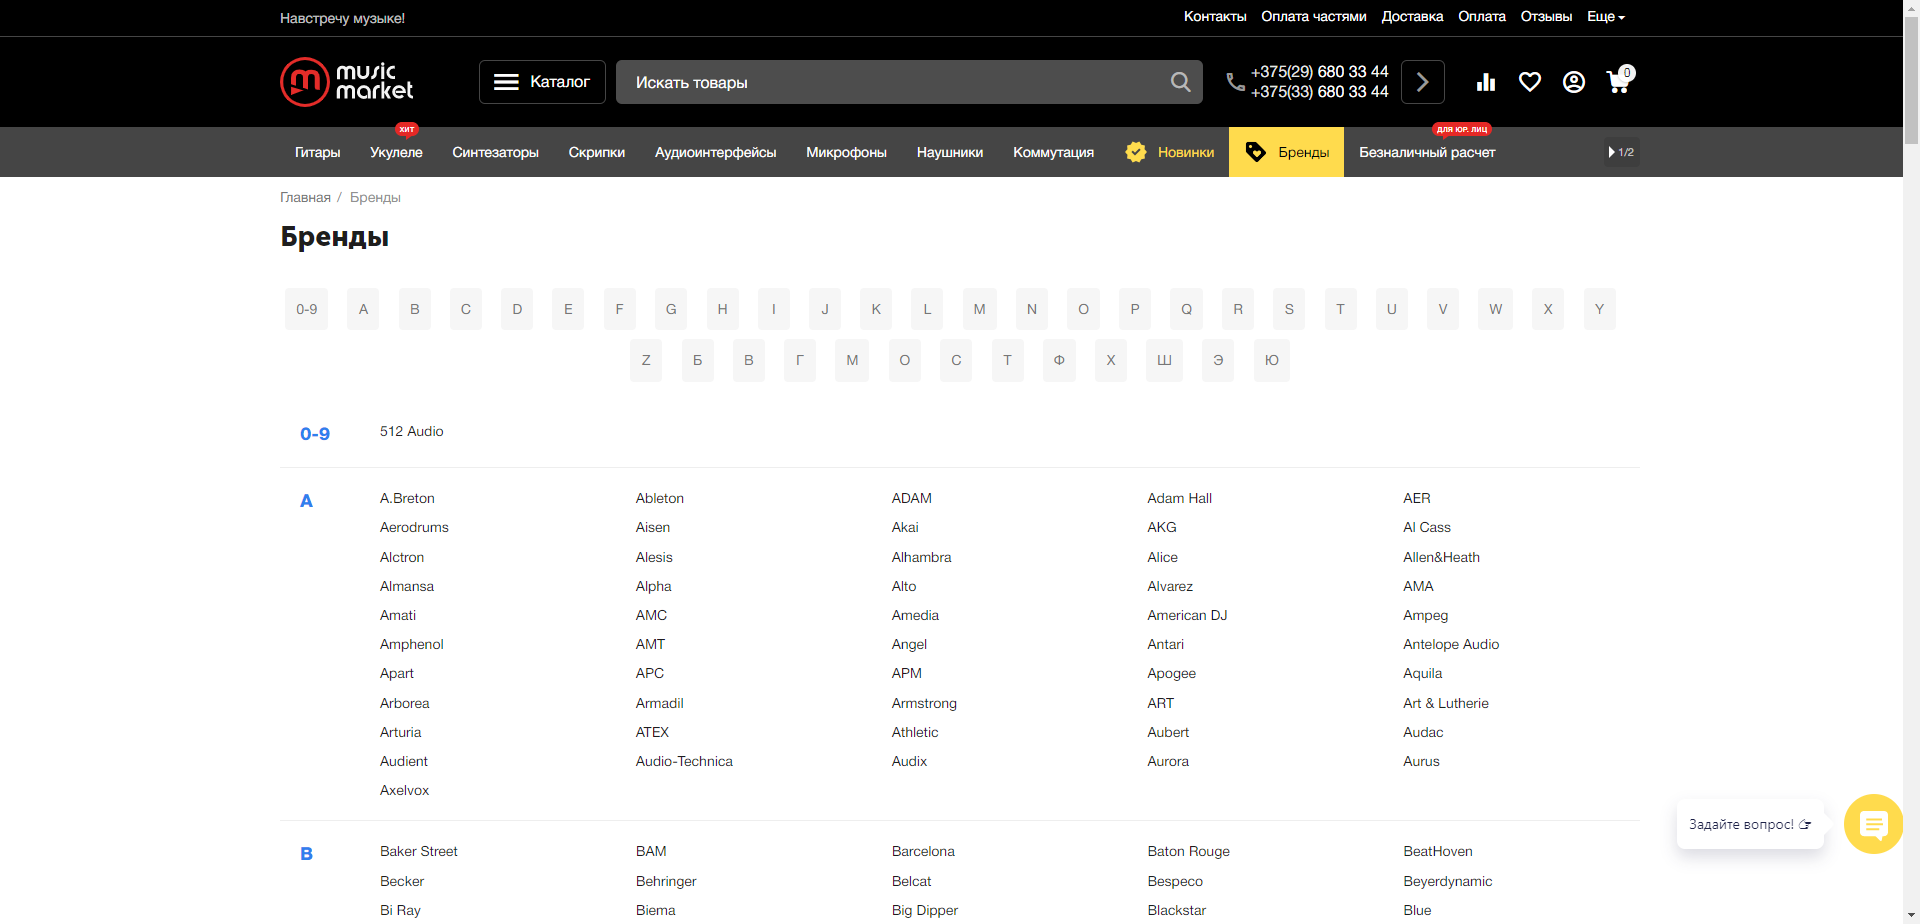 Навстречу музыке!
Контакты Оплата частями Доставка Оплата Отзывы Еще
music market
Каталог
Искать товары
+375(29) 680 33 44
+375(33) 680 33 44
0
ХИТ
ДЛЯ ЮР. ЛИЦ
Гитары Укулеле Синтезаторы Скрипки Аудиоинтерфейсы Микрофоны Наушники Коммутация Новинки Бренды Безналичный расчет 1/2
Главная / Бренды
Бренды
0-9 A B C D E F G H I J K L M N O P Q R S T U V W X Y
Z Б В Г М О С Т Ф Х Ш Э Ю
0-9 512 Audio
A A.Breton Ableton ADAM Adam Hall AER
Aerodrums Aisen Akai AKG Al Cass
Alctron Alesis Alhambra Alice Allen&Heath
Almansa Alpha Alto Alvarez AMA
Amati AMC Amedia American DJ Ampeg
Amphenol AMT Angel Antari Antelope Audio
Apart APC APM Apogee Aquila
Arborea Armadil Armstrong ART Art & Lutherie
Arturia ATEX Athletic Aubert Audac
Audient Audio-Technica Audix Aurora Aurus
Axelvox
Задайте вопрос!
B Baker Street BAM Barcelona Baton Rouge BeatHoven
Becker Behringer Belcat Bespeco Beyerdynamic
Bi Ray Biema Big Dipper Blackstar Blue